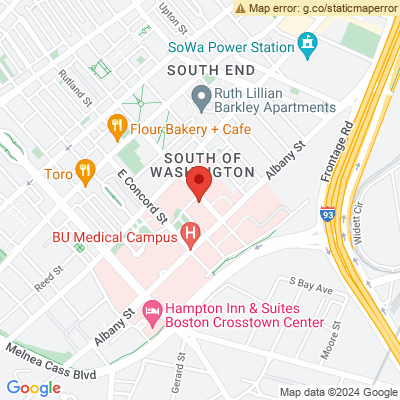 Map error: g.co/staticmaperror
Upton St
SoWa Power Station
SOUTH END
Rutland St
Ruth Lillian
Barkley Apartments
Flour Bakery + Cafe
Frontage Rd
Albany St
SOUTH OF
WASHINGTON
Toro
E Concord St
93
Widett Cir
BU Medical Campus
H
Reed St
S Bay Ave
Hampton Inn & Suites
Boston Crosstown Center
Albany St
Moore St
Melnea Cass Blvd
Gerard St
Google
Map data ©2024 Google